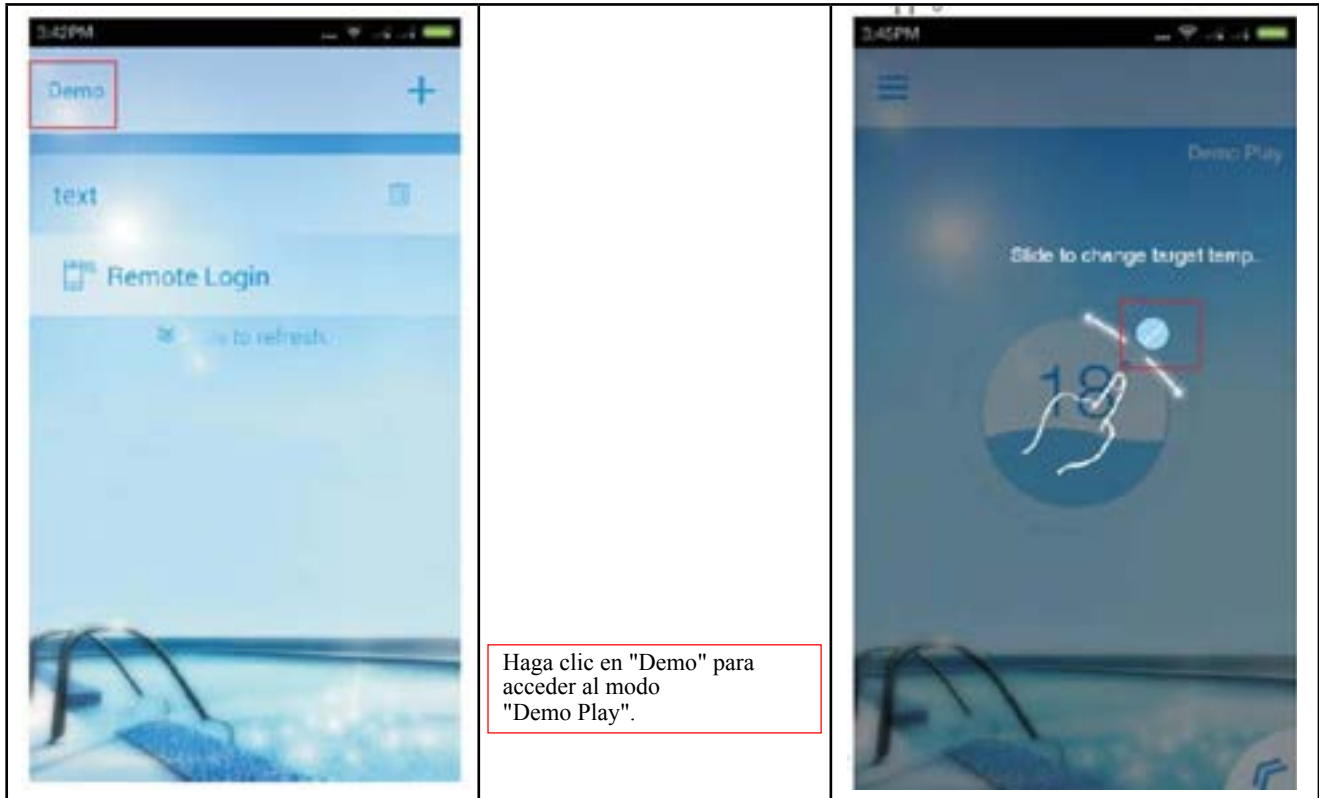 3:42PM
Demo
+
text
Remote Login
to refresh.
Haga clic en "Demo" para
acceder al modo
"Demo Play".
3:45PM
Demo Play
Slide to change target temp.
18